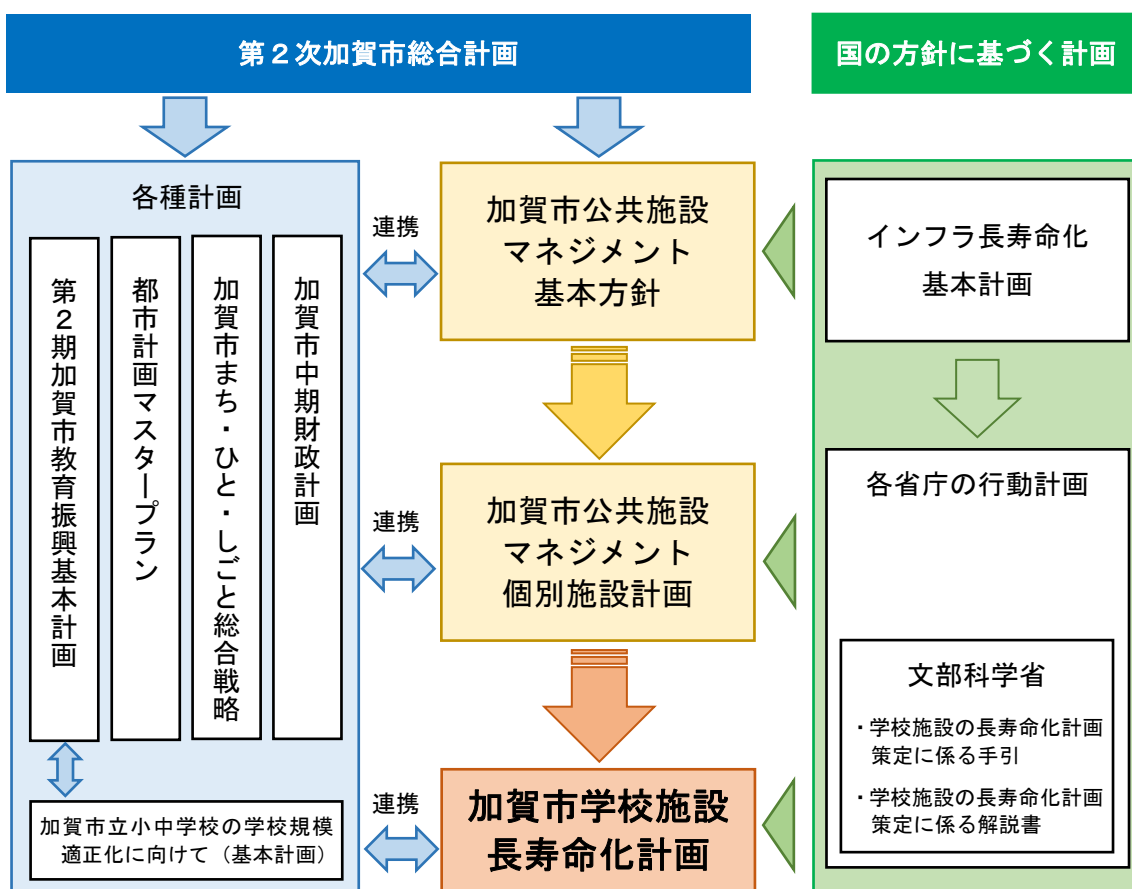 第２次加賀市総合計画
国の方針に基づく計画
各種計画
第２期加賀市教育振興基本計画
都市計画マスタープラン
加賀市まち・ひと・しごと総合戦略
加賀市中期財政計画
加賀市立小中学校の学校規模
適正化に向けて（基本計画）
連携
加賀市公共施設
マネジメント
基本方針
連携
加賀市公共施設
マネジメント
個別施設計画
連携
加賀市学校施設
長寿命化計画
インフラ長寿命化
基本計画
各省庁の行動計画
文部科学省
・学校施設の長寿命化計画
策定に係る手引
・学校施設の長寿命化計画
策定に係る解説書